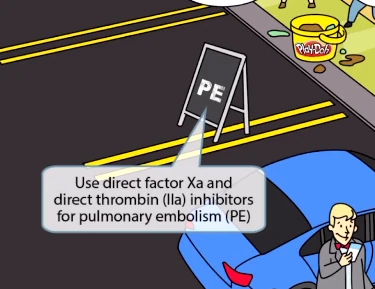 Play-Doh
PE
Use direct factor Xa and
direct thrombin (IIa) inhibitors
for pulmonary embolism (PE)